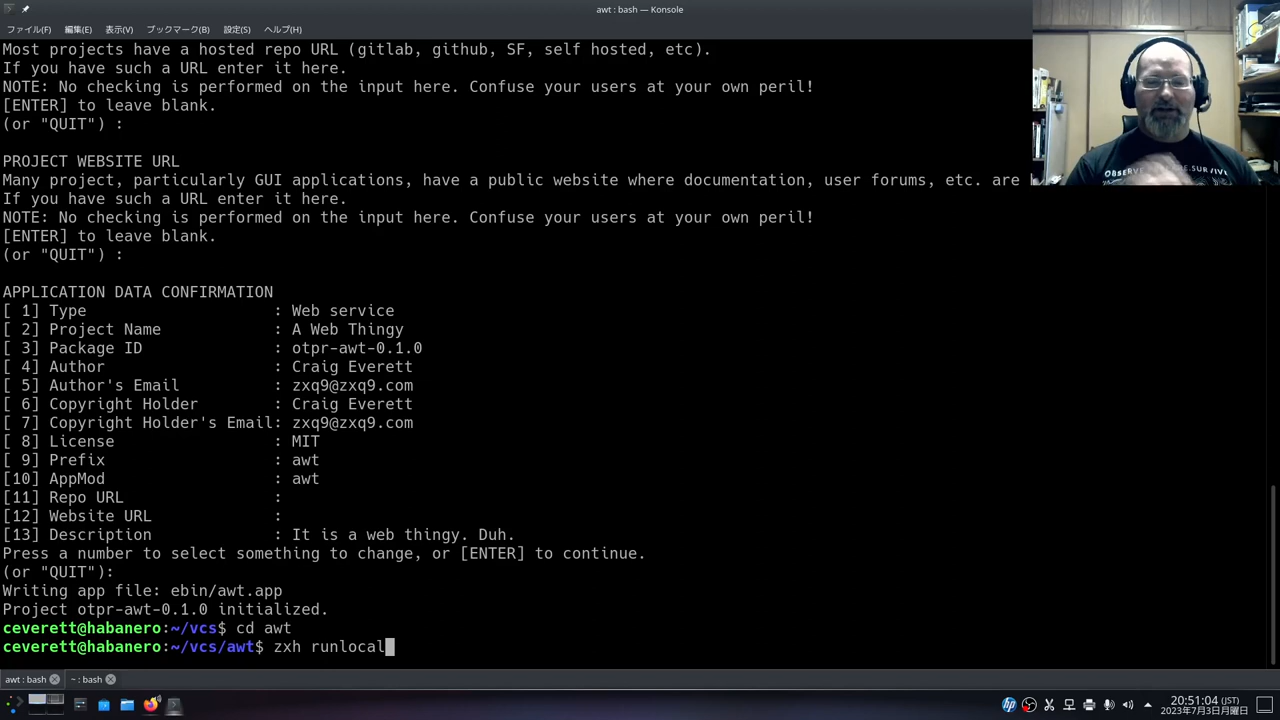 awt : bash — Konsole
ファイル(F) 編集(E) 表示(V) ブックマーク(B) 設定(S) ヘルプ(H)
Most projects have a hosted repo URL (gitlab, github, SF, self hosted, etc).
If you have such a URL enter it here.
NOTE: No checking is performed on the input here. Confuse your users at your own peril!
[ENTER] to leave blank.
(or "QUIT") :
PROJECT WEBSITE URL
Many project, particularly GUI applications, have a public website where documentation, user forums, etc. are
If you have such a URL enter it here.
NOTE: No checking is performed on the input here. Confuse your users at your own peril!
[ENTER] to leave blank.
(or "QUIT") :
APPLICATION DATA CONFIRMATION
[ 1] Type : Web service
[ 2] Project Name : A Web Thingy
[ 3] Package ID : otpr-awt-0.1.0
[ 4] Author : Craig Everett
[ 5] Author's Email : zxq9@zxq9.com
[ 6] Copyright Holder : Craig Everett
[ 7] Copyright Holder's Email: zxq9@zxq9.com
[ 8] License : MIT
[ 9] Prefix : awt
[10] AppMod : awt
[11] Repo URL :
[12] Website URL :
[13] Description : It is a web thingy. Duh.
Press a number to select something to change, or [ENTER] to continue.
(or "QUIT"):
Writing app file: ebin/awt.app
Project otpr-awt-0.1.0 initialized.
ceverett@habanero:~/vcs$ cd awt
ceverett@habanero:~/vcs/awt$ zxh runlocal
awt : bash ~ : bash
20:51:04 (JST)
2023年7月3日月曜日